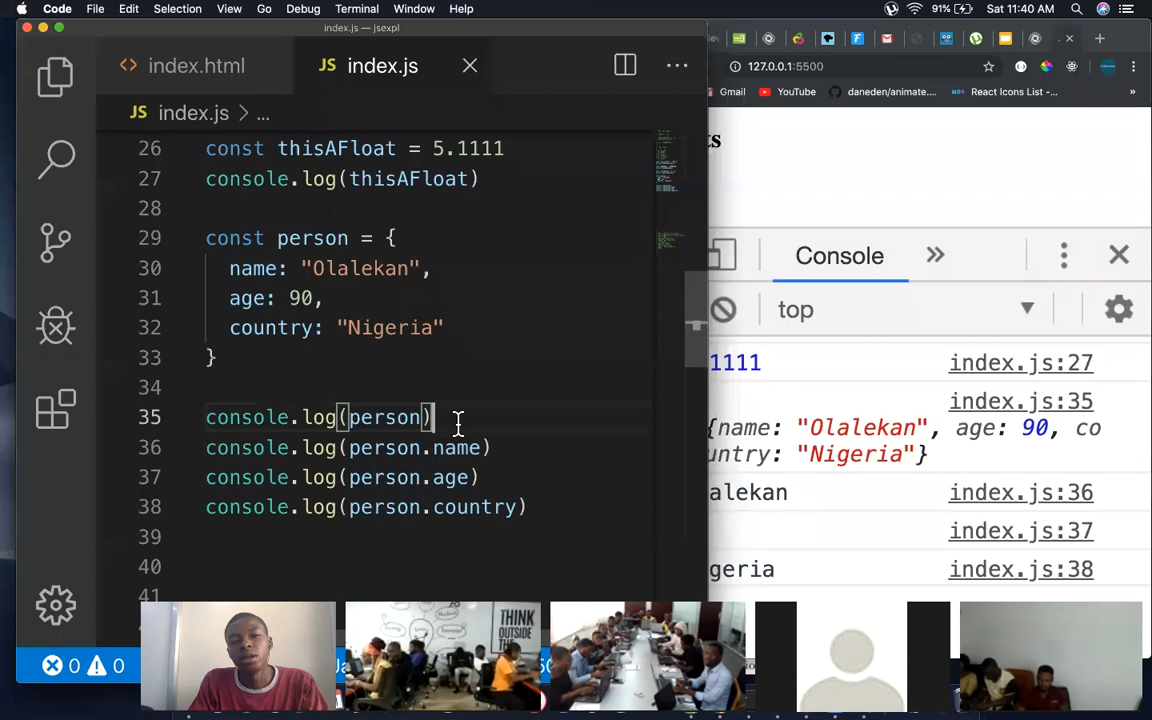 Code File Edit Selection View Go Debug Terminal Window Help 91% Sat 11:40 AM
index.js — jsexpl
index.html
JS index.js
127.0.0.1:5500
JS index.js > ...
Gmail YouTube daneden/animate.... React Icons List -... »
26 const thisAFloat = 5.1111
27 console.log(thisAFloat)
28
29 const person = {
30 name: "Olalekan",
31 age: 90,
32 country: "Nigeria"
33 }
34
35 console.log(person)
36 console.log(person.name)
37 console.log(person.age)
38 console.log(person.country)
39
40
41
ts
Console »
top
1111 index.js:27
index.js:35
{name: "Olalekan", age: 90, co
untry: "Nigeria"}
alekan index.js:36
index.js:37
geria index.js:38
0 0
THINK
OUTSIDE
THE